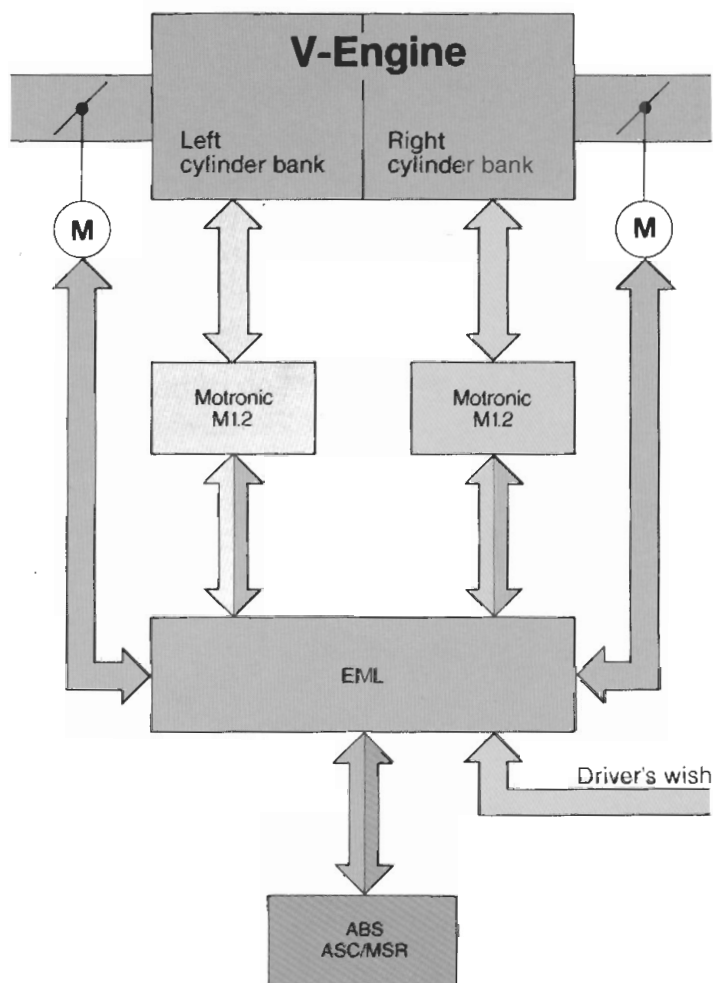 V-Engine
Left
cylinder bank
Right
cylinder bank
M
M
Motronic
M1.2
Motronic
M1.2
EML
Driver's wish
ABS
ASC/MSR